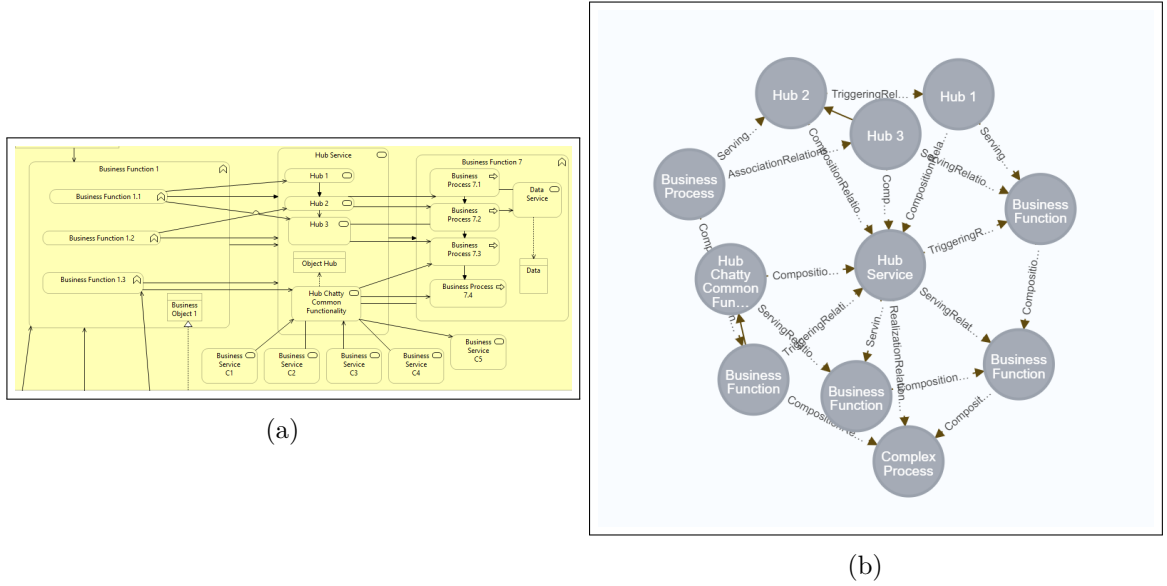 Business Function 1
Business Function 1.1
Business Function 1.2
Business Function 1.3
Business
Object 1
Hub Service
Hub 1
Hub 2
Hub 3
Object Hub
Hub Chatty
Common
Functionality
Business
Service
C1
Business
Service
C2
Business
Service
C3
Business
Service
C4
Business
Service
C5
Business Function 7
Business
Process 7.1
Business
Process 7.2
Business
Process 7.3
Business Process 7.4
Data
Service
Data
(a)
Hub 2
TriggeringRel...
Hub 1
Hub 3
Serving...
AssociationRelation
CompositionRelatio...
Comp...
CompositionRela...
ServingRelatio...
Serving...
Business
Process
Business
Function
Comp
Hub
Chatty
Common
Fun...
Compositio...
Hub
Service
TriggeringR...
ServingRelatio...
TriggeringRelati...
Servin...
RealizationRelation
ServingRelat...
Compositio...
Business
Function
Business
Function
Composition...
Business
Function
Composit...
Complex
Process
(b)